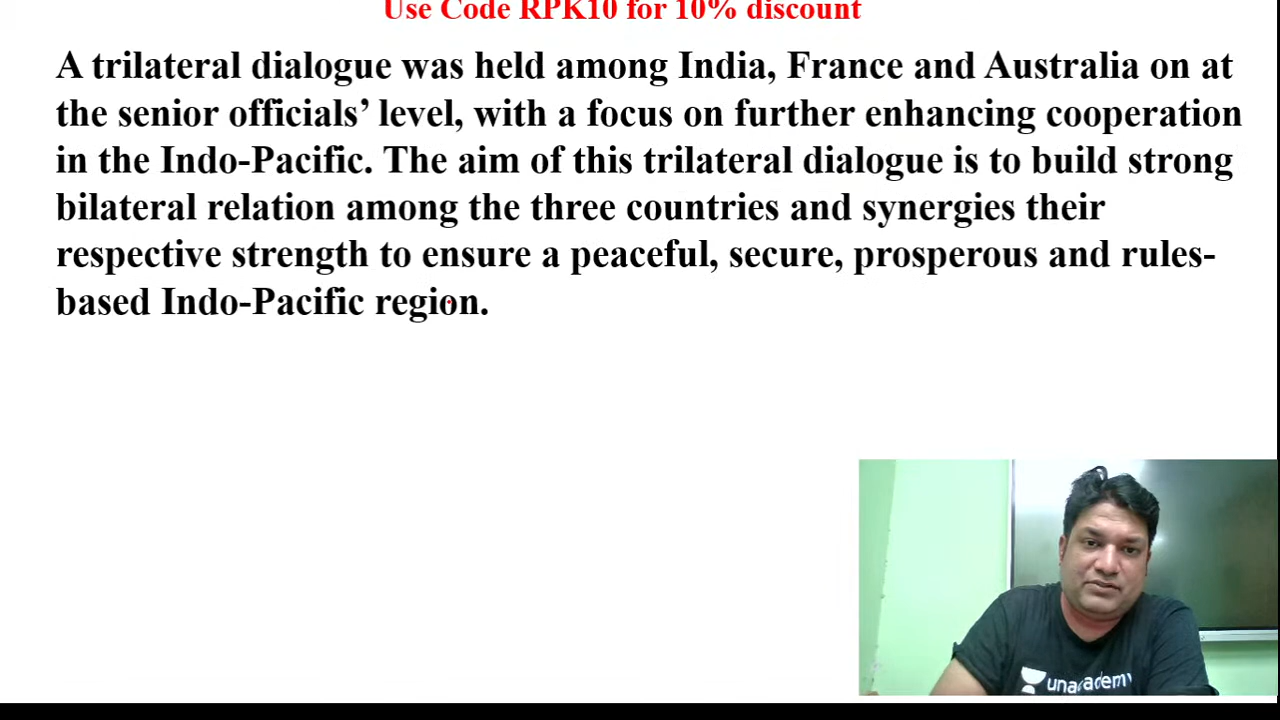 Use Code RPK10 for 10% discount
A trilateral dialogue was held among India, France and Australia on at
the senior officials’ level, with a focus on further enhancing cooperation
in the Indo-Pacific. The aim of this trilateral dialogue is to build strong
bilateral relation among the three countries and synergies their
respective strength to ensure a peaceful, secure, prosperous and rules-
based Indo-Pacific region.
unacademy